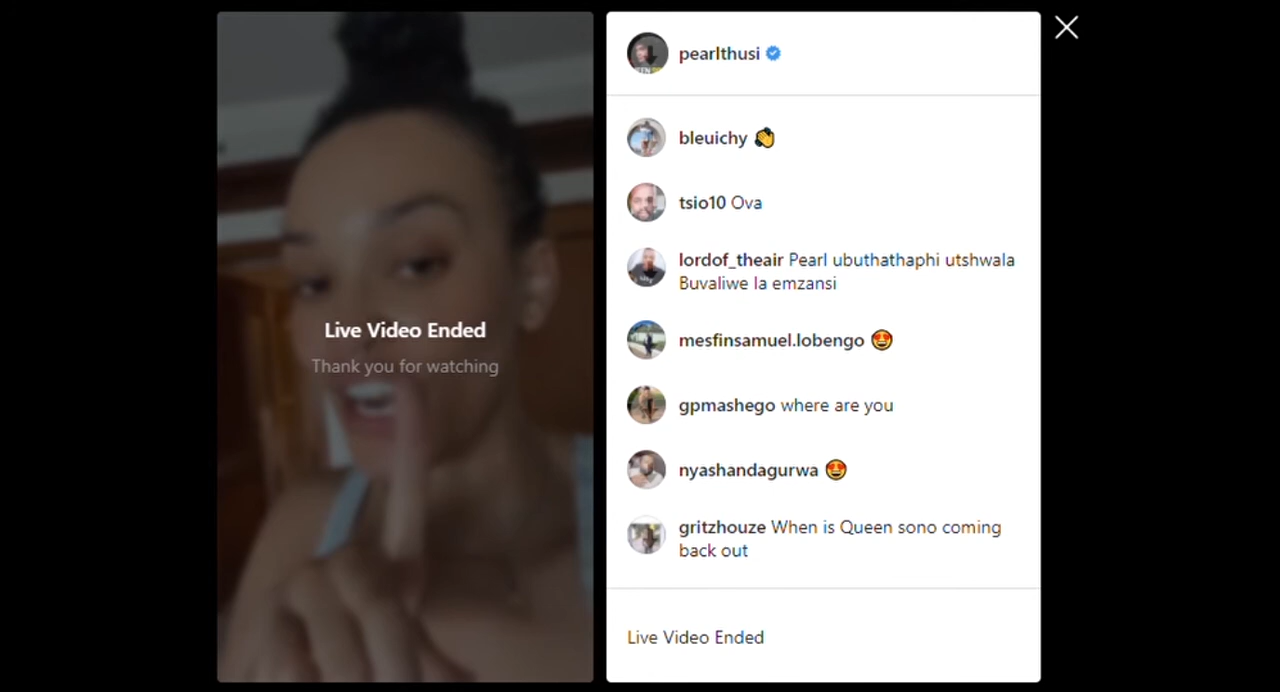 Live Video Ended
Thank you for watching
pearlthusi
bleuichy 👏
tsio10 Ova
lordof_theair Pearl ubuthathaphi utshwala
Buvaliwe la emzansi
mesfinsamuel.lobengo 🤩
gpmashego where are you
nyashandagurwa 🤩
gritzhouze When is Queen sono coming
back out
Live Video Ended